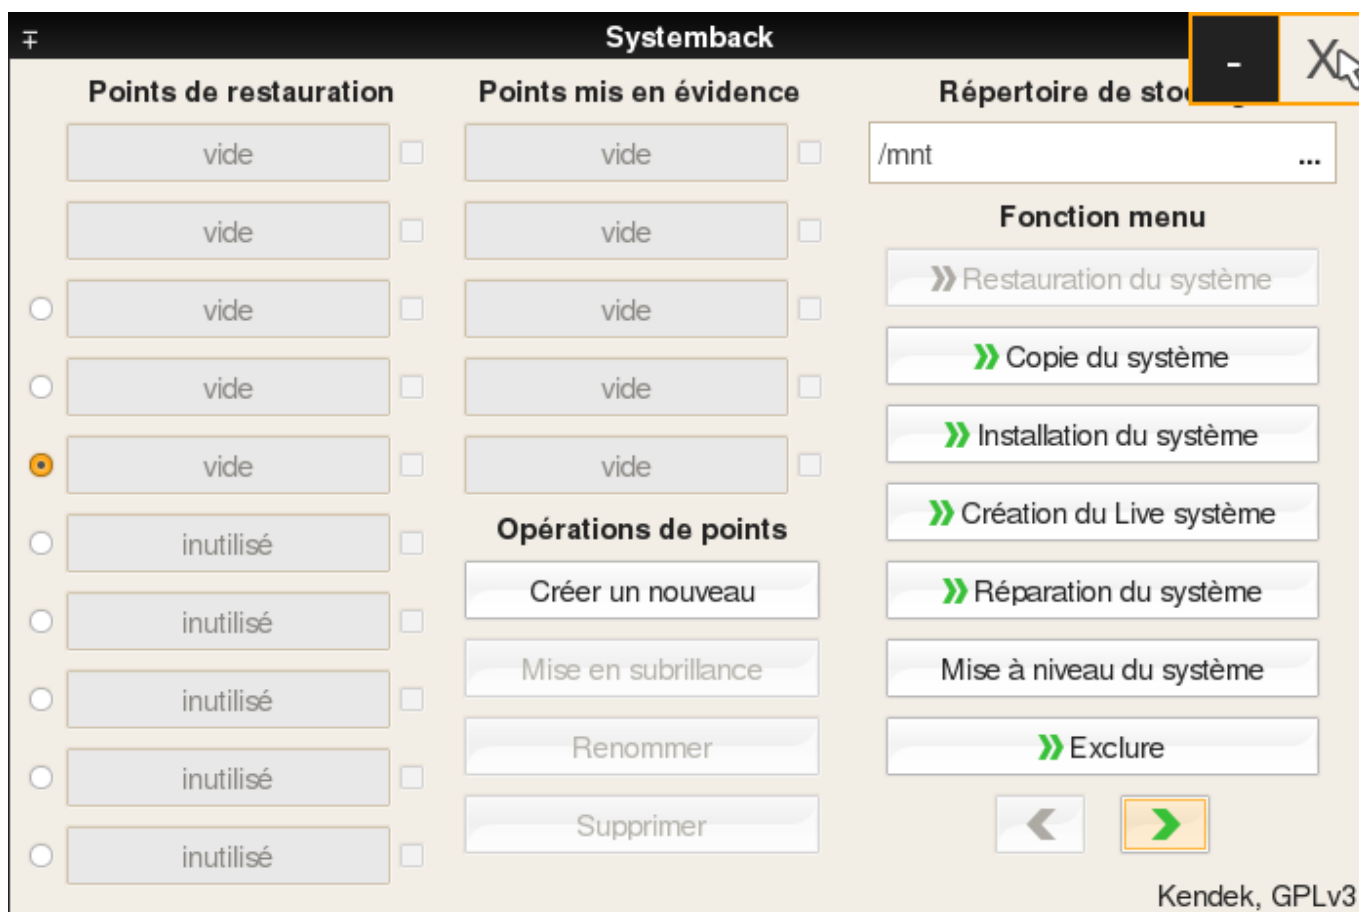 Systemback
- X
Points de restauration
vide
vide
vide
vide
vide
inutilisé
inutilisé
inutilisé
inutilisé
inutilisé
Points mis en évidence
vide
vide
vide
vide
vide
Opérations de points
Créer un nouveau
Mise en subrillance
Renommer
Supprimer
Répertoire de
/mnt ...
Fonction menu
Restauration du système
Copie du système
Installation du système
Création du Live système
Réparation du système
Mise à niveau du système
Exclure
Kendek, GPLv3